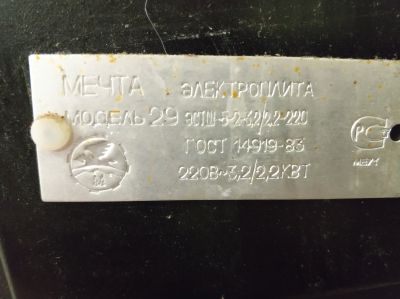 МЕЧТА ЭЛЕКТРОПЛИТА
МОДЕЛЬ 29 ЭСТШ-5-2-3,2/2,2-220
ГОСТ 14919-83
220В~3,2/2,2КВТ